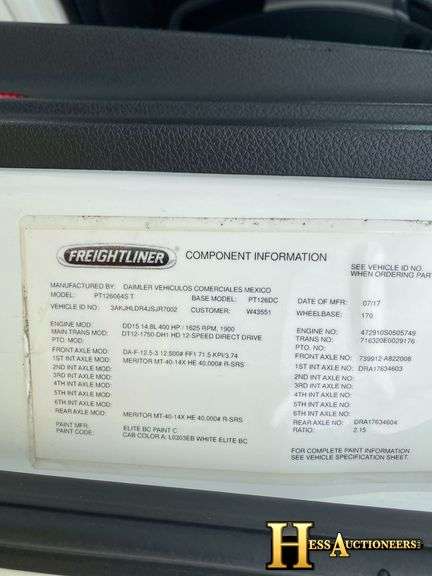 FREIGHTLINER COMPONENT INFORMATION
SEE VEHICLE ID NO.
WHEN ORDERING PART
MANUFACTURED BY: DAIMLER VEHICULOS COMERCIALES MEXICO
MODEL: PT126064S T BASE MODEL: PT126DC DATE OF MFR: 07/17
VEHICLE ID NO.: 3AKJHLDR4JSJR7002 CUSTOMER: W43551 WHEELBASE: 170
ENGINE MOD: DD15 14.8L 400 HP / 1625 RPM, 1900 ENGINE NO: 472910S0505749
MAIN TRANS MOD: DT12-1750-DH1 HD 12-SPEED DIRECT DRIVE TRANS NO: 716320E0029176
PTO. MOD: PTO. NO:
FRONT AXLE MOD: DA-F-12.5-3 12,500# FF1 71.5 KPI/3.74 FRONT AXLE NO: 739912-A822008
1ST INT AXLE MOD: MERITOR MT-40-14X HE 40,000# R-SRS 1ST INT AXLE NO: DRA17634603
2ND INT AXLE MOD: 2ND INT AXLE NO:
3RD INT AXLE MOD: 3RD INT AXLE NO:
4TH INT AXLE MOD: 4TH INT AXLE NO:
5TH INT AXLE MOD: 5TH INT AXLE NO:
6TH INT AXLE MOD: 6TH INT AXLE NO:
REAR AXLE MOD: MERITOR MT-40-14X HE 40,000# R-SRS REAR AXLE NO: DRA17634604
RATIO: 2.15
PAINT MFR: ELITE BC PAINT C
PAINT CODE: CAB COLOR A: L0203EB WHITE ELITE BC
FOR COMPLETE PAINT INFORMATION
SEE VEHICLE SPECIFICATION SHEET.
HESS AUCTIONEERS LLC